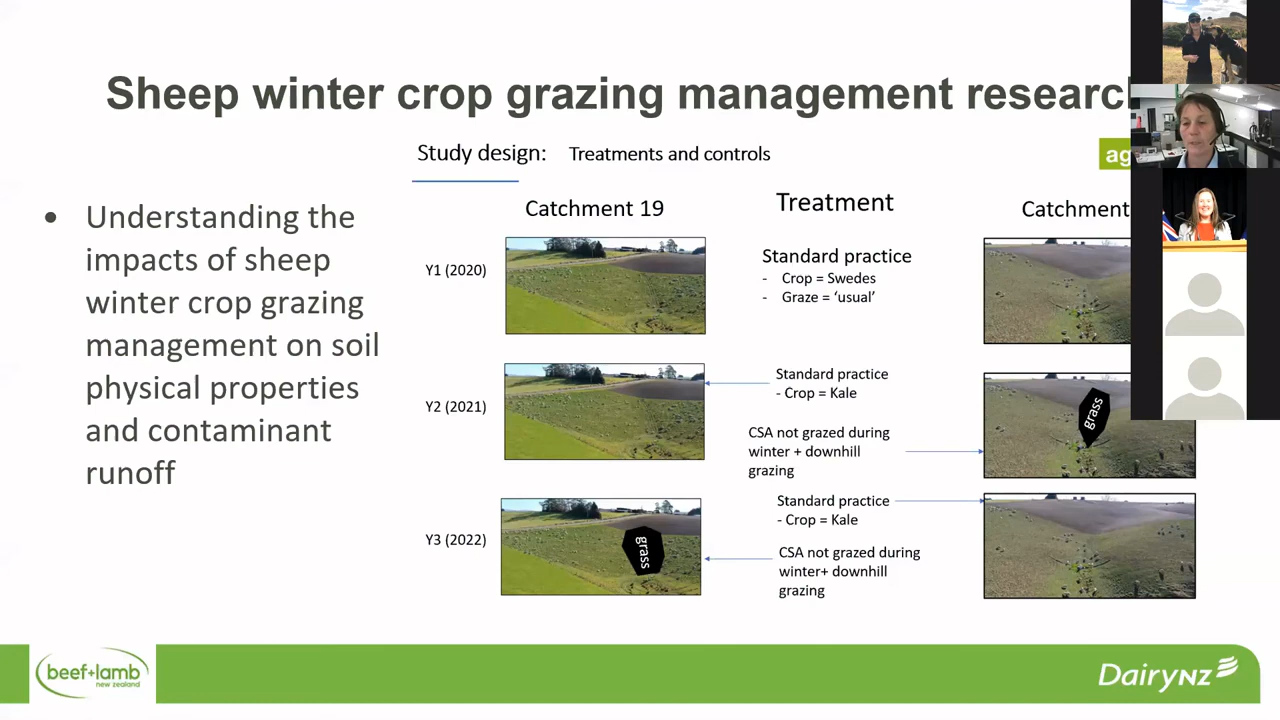 Sheep winter crop grazing management researc
Study design: Treatments and controls
ag
Understanding the
impacts of sheep
winter crop grazing
management on soil
physical properties
and contaminant
runoff
Catchment 19
Treatment
Catchment
Y1 (2020)
Standard practice
- Crop = Swedes
- Graze = ‘usual’
Y2 (2021)
Standard practice
- Crop = Kale
CSA not grazed during
winter + downhill
grazing
grass
Y3 (2022)
grass
Standard practice
- Crop = Kale
CSA not grazed during
winter+ downhill
grazing
beef+lamb
new zealand
DairyNZ